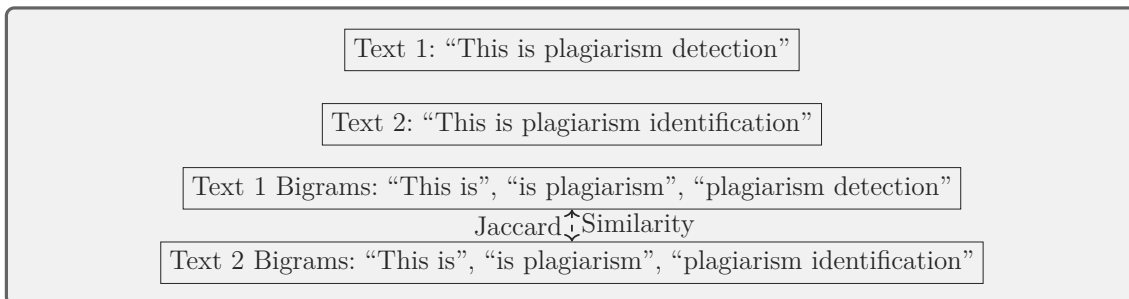 Text 1: “This is plagiarism detection”
Text 2: “This is plagiarism identification”
Text 1 Bigrams: “This is”, “is plagiarism”, “plagiarism detection”
Jaccard Similarity
Text 2 Bigrams: “This is”, “is plagiarism”, “plagiarism identification”